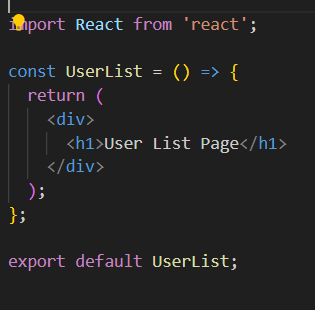 import React from 'react';
const UserList = () => {
  return (
    <div>
      <h1>User List Page</h1>
    </div>
  );
};
export default UserList;